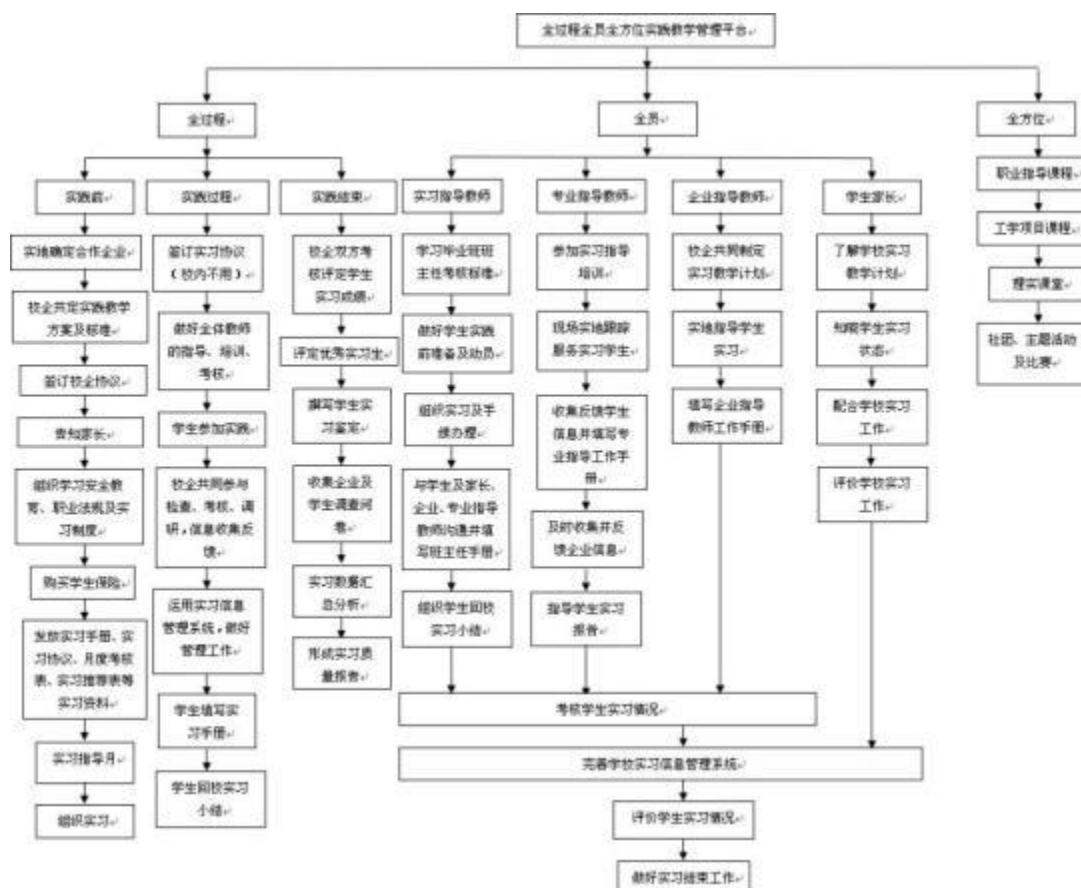 全过程全员全方位实践教学管理平台
全过程
全员
全方位
实践前
实地确定合作企业
校企共定实践教学
方案及标准
签订校企协议
告知家长
组织学习安全教
育、职业法规及实
习制度
购买学生保险
发放实习手册、实
习协议、月度考核
表、实习推荐表等
实习资料
实习指导月
组织实习
实践过程
签订实习协议
（校内不用）
做好全体教师
的指导、培训、
考核
学生参加实践
校企共同参与
检查、考核、调
研，信息收集反
馈
运用实习信息
管理系统，做好
管理工作
学生填写实
习手册
学生回校实习
小结
实践结束
校企双方考
核评定学生
实习成绩
评定优秀实习生
撰写学生实
习鉴定
收集企业及
学生调查问
卷
实习数据汇
总分析
形成实习质
量报告
实习指导教师
学习毕业班班
主任考核标准
做好学生实践
前准备及动员
组织实习及手
续办理
与学生及家长、
企业、专业指导
教师沟通并填
写班主任手册
组织学生回校
实习小结
专业指导教师
参加实习指导
培训
现场实地跟踪
服务实习学生
收集反馈学生
信息并填写专
业指导工作手
册
及时收集并反
馈企业信息
指导学生实习
报告
企业指导教师
校企共同制定
实习教学计划
实地指导学生
实习
填写企业指导
教师工作手册
学生家长
了解学校实习
教学计划
知晓学生实习
状态
配合学校实习
工作
评价学校实习
工作
职业指导课程
工学项目课程
理实课堂
社团、主题活动
及比赛
考核学生实习情况
完善学校实习信息管理系统
评价学生实习情况
做好实习结束工作